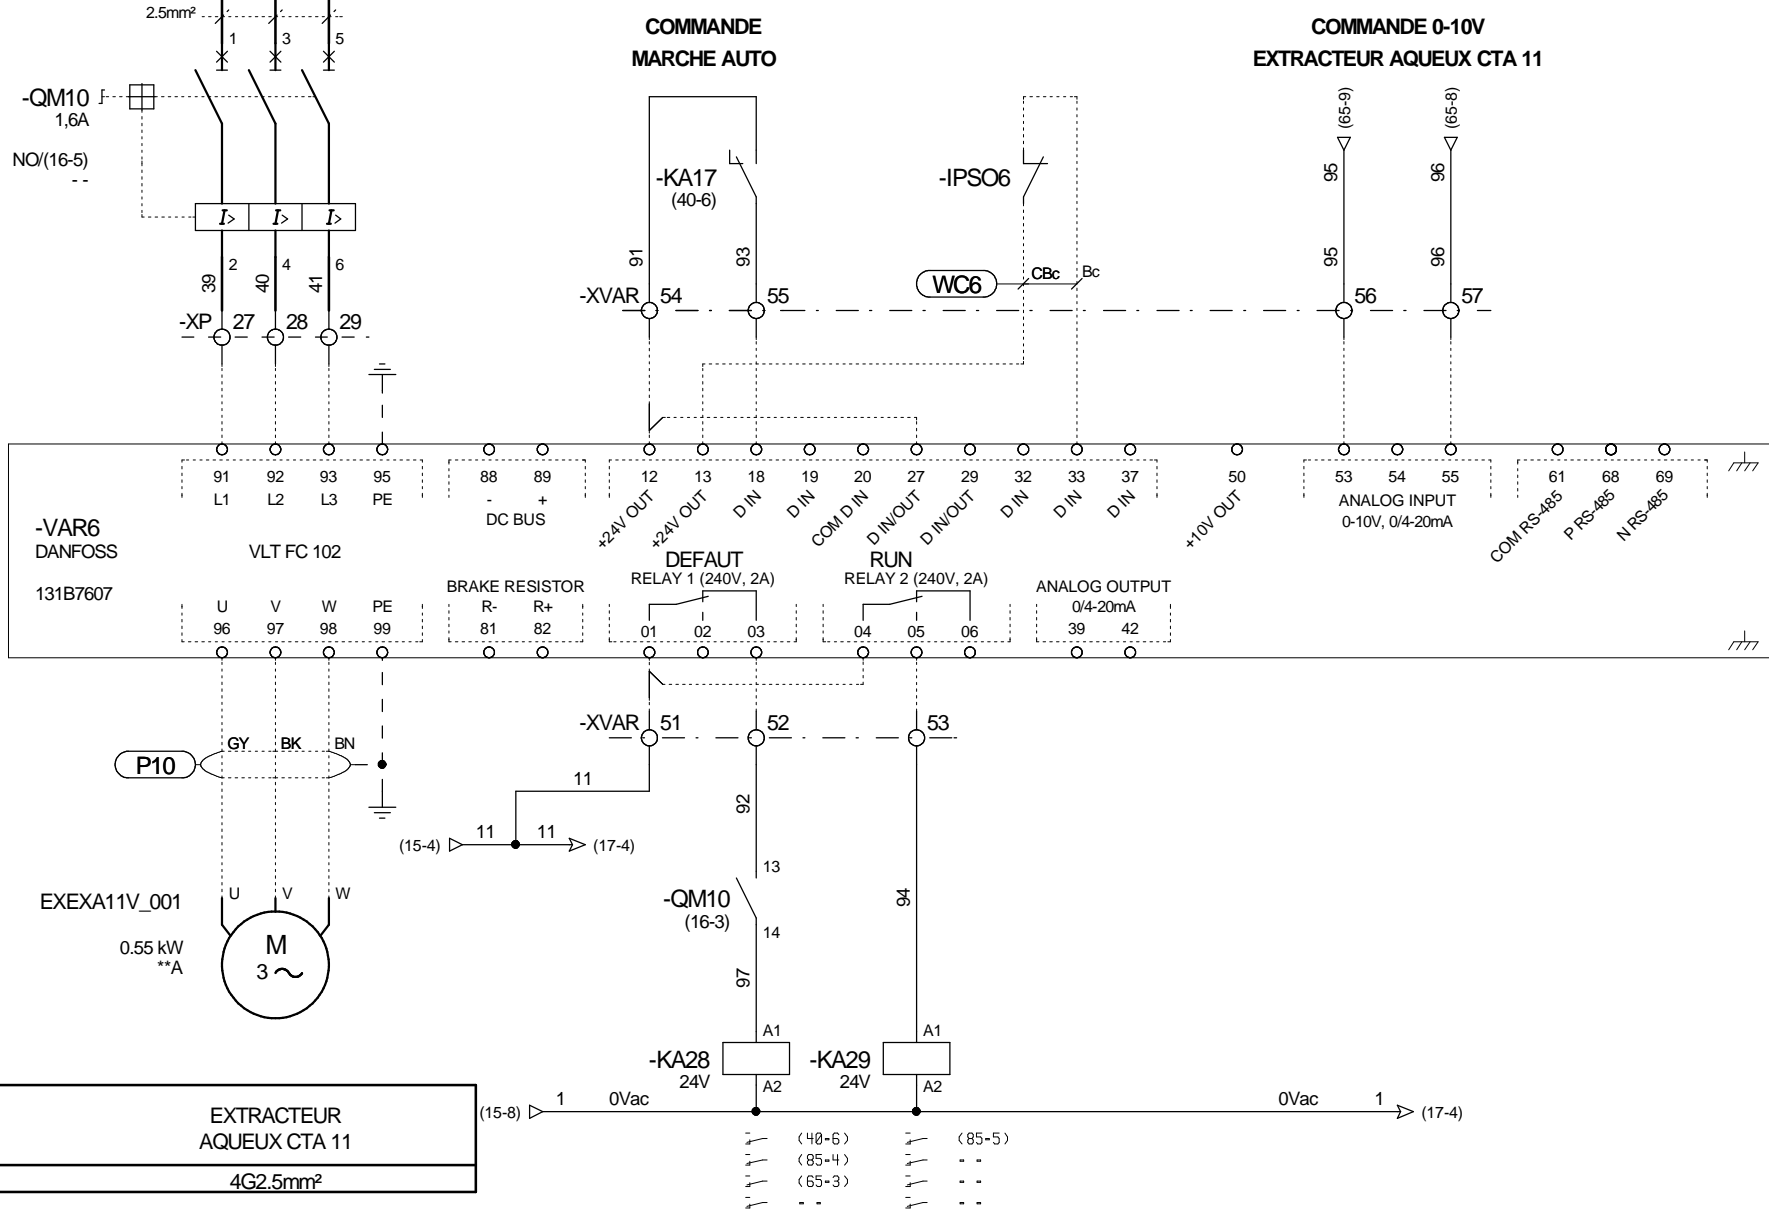 2.5mm²
1 3 5
-QM10
1,6A
NO/(16-5)
- -
I> I> I>
2 4 6
39 40 41
-XP 27 28 29
COMMANDE
MARCHE AUTO
-KA17
(40-6)
91 93
-XVAR 54 55
-IPSO6
WC6 CBc Bc
COMMANDE 0-10V
EXTRACTEUR AQUEUX CTA 11
(65-9) (65-8)
95 96
95 96
56 57
-VAR6
DANFOSS
131B7607
VLT FC 102
91 92 93 95
L1 L2 L3 PE
88 89
- +
DC BUS
12 13 18 19 20 27 29 32 33 37
+24V OUT +24V OUT D IN D IN COM D IN D IN/OUT D IN/OUT D IN D IN D IN
50
+10V OUT
53 54 55
ANALOG INPUT
0-10V, 0/4-20mA
61 68 69
COM RS-485 P RS-485 N RS-485
U V W PE
96 97 98 99
BRAKE RESISTOR
R- R+
81 82
DEFAUT
RELAY 1 (240V, 2A)
01 02 03
RUN
RELAY 2 (240V, 2A)
04 05 06
ANALOG OUTPUT
0/4-20mA
39 42
P10 GY BK BN
EXEXA11V_001
0.55 kW
**A
U V W
M
3
-XVAR 51 52 53
11
(15-4) 11 11 (17-4)
92
13
-QM10
(16-3)
14
97
94
A1 A1
-KA28
24V
-KA29
24V
A2 A2
(15-8) 1 0Vac 0Vac 1 (17-4)
(40-6) (85-5)
(85-4) - -
(65-3) - -
- - - -
EXTRACTEUR
AQUEUX CTA 11
4G2.5mm²